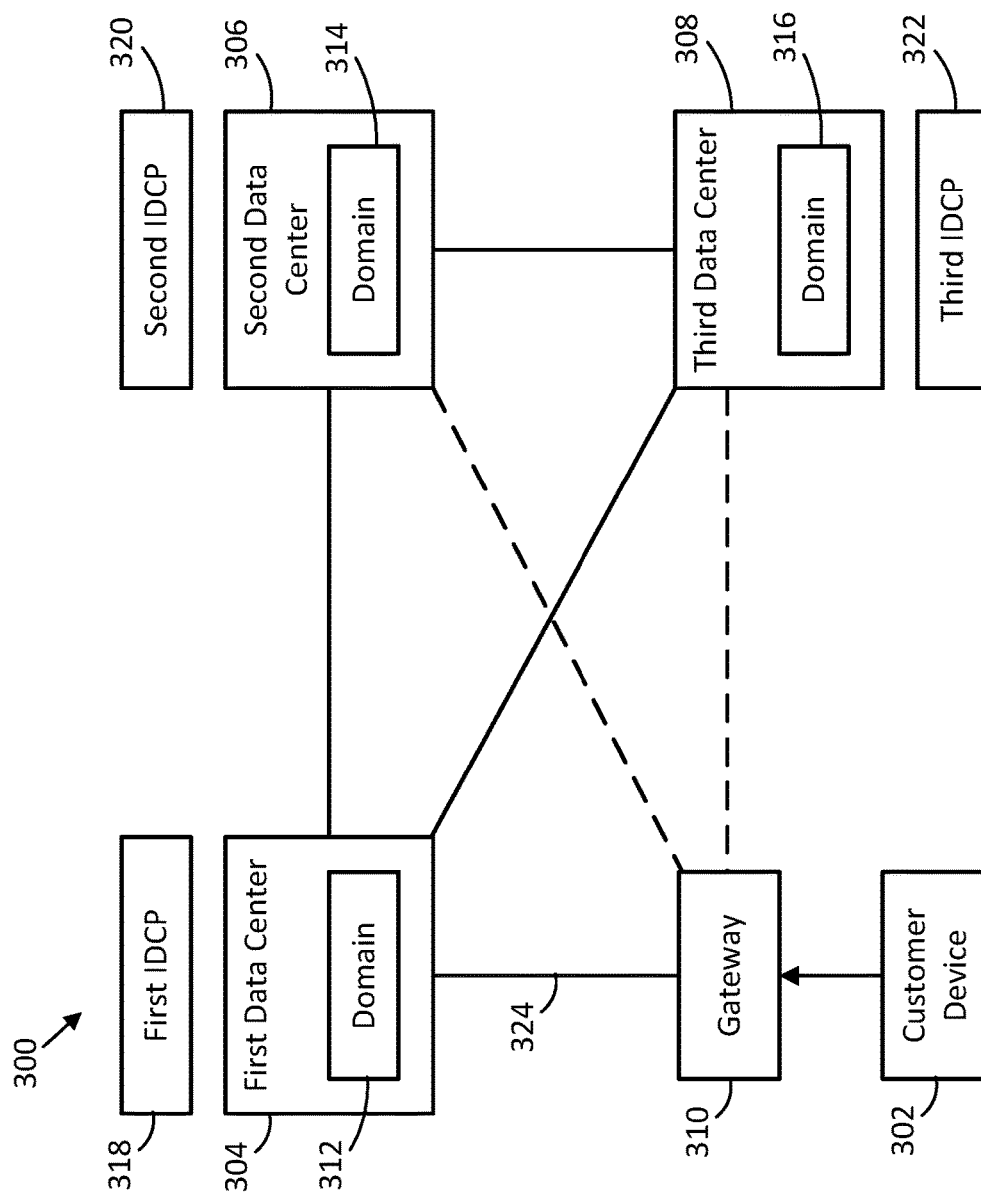 300
318
First IDCP
304
First Data Center
312
Domain
324
310
Gateway
302
Customer
Device
320
Second IDCP
306
Second Data
Center
314
Domain
308
Third Data Center
316
Domain
322
Third IDCP